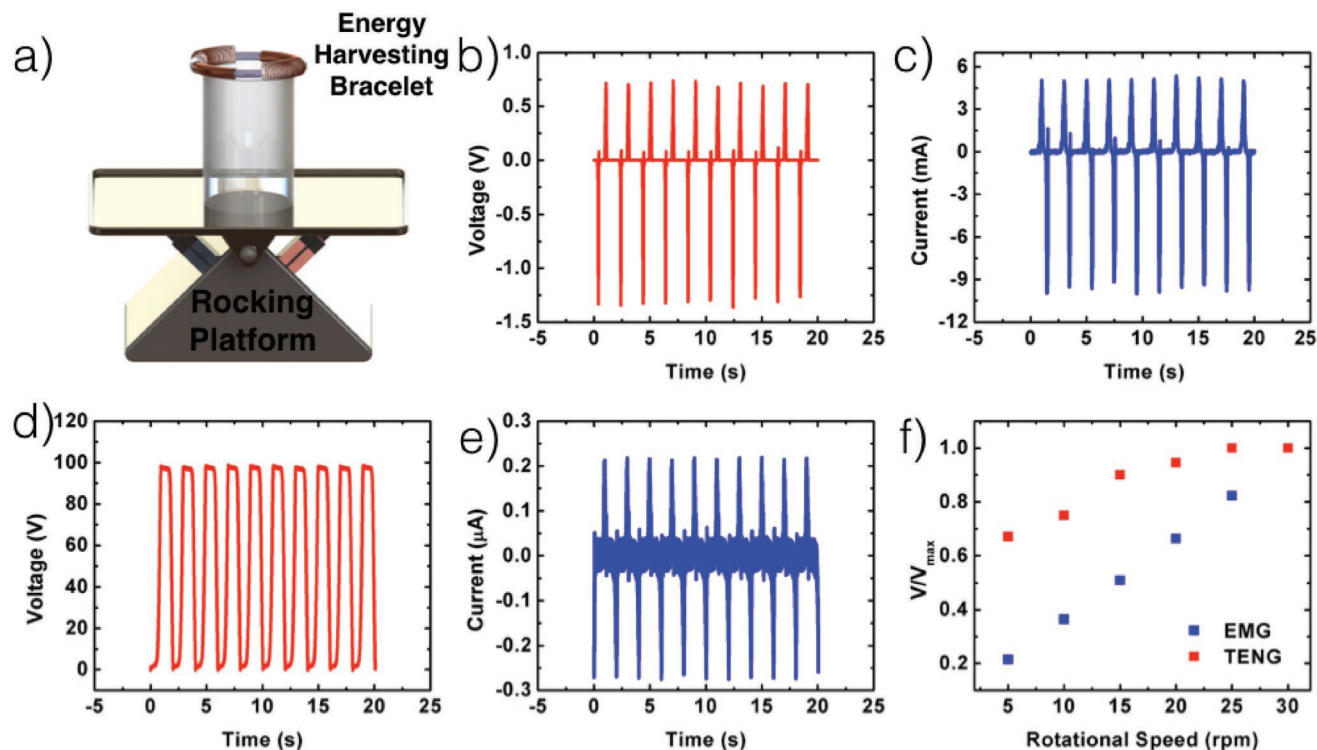 a)
Energy
Harvesting
Bracelet
Rocking
Platform
b)
1.0
0.5
0.0
-0.5
-1.0
-1.5
Voltage (V)
-5 0 5 10 15 20 25
Time (s)
c)
6
3
0
-3
-6
-9
-12
Current (mA)
-5 0 5 10 15 20 25
Time (s)
d)
120
100
80
60
40
20
0
Voltage (V)
-5 0 5 10 15 20 25
Time (s)
e)
0.3
0.2
0.1
0.0
-0.1
-0.2
-0.3
Current (μA)
-5 0 5 10 15 20 25
Time (s)
f)
1.0
0.8
0.6
0.4
0.2
V/Vmax
EMG
TENG
5 10 15 20 25 30
Rotational Speed (rpm)